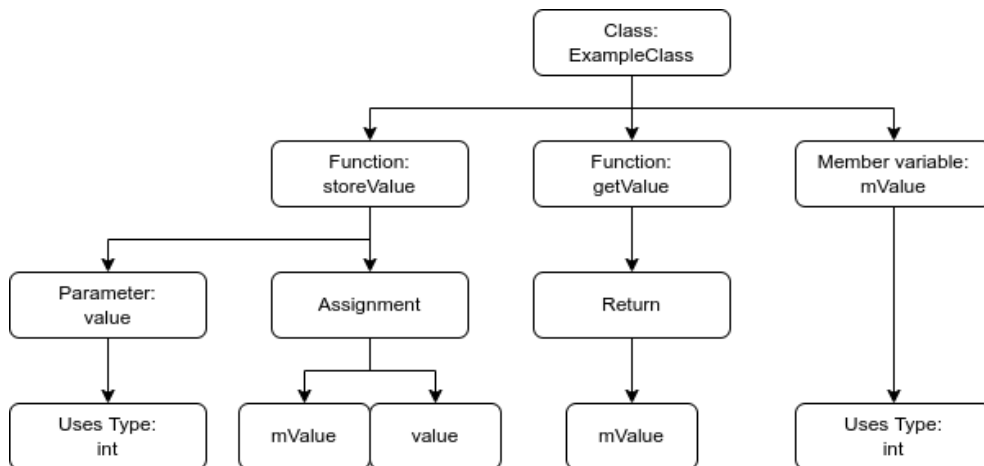 Class:
ExampleClass
Function:
storeValue
Function:
getValue
Member variable:
mValue
Parameter:
value
Assignment
Return
Uses Type:
int
mValue
value
mValue
Uses Type:
int